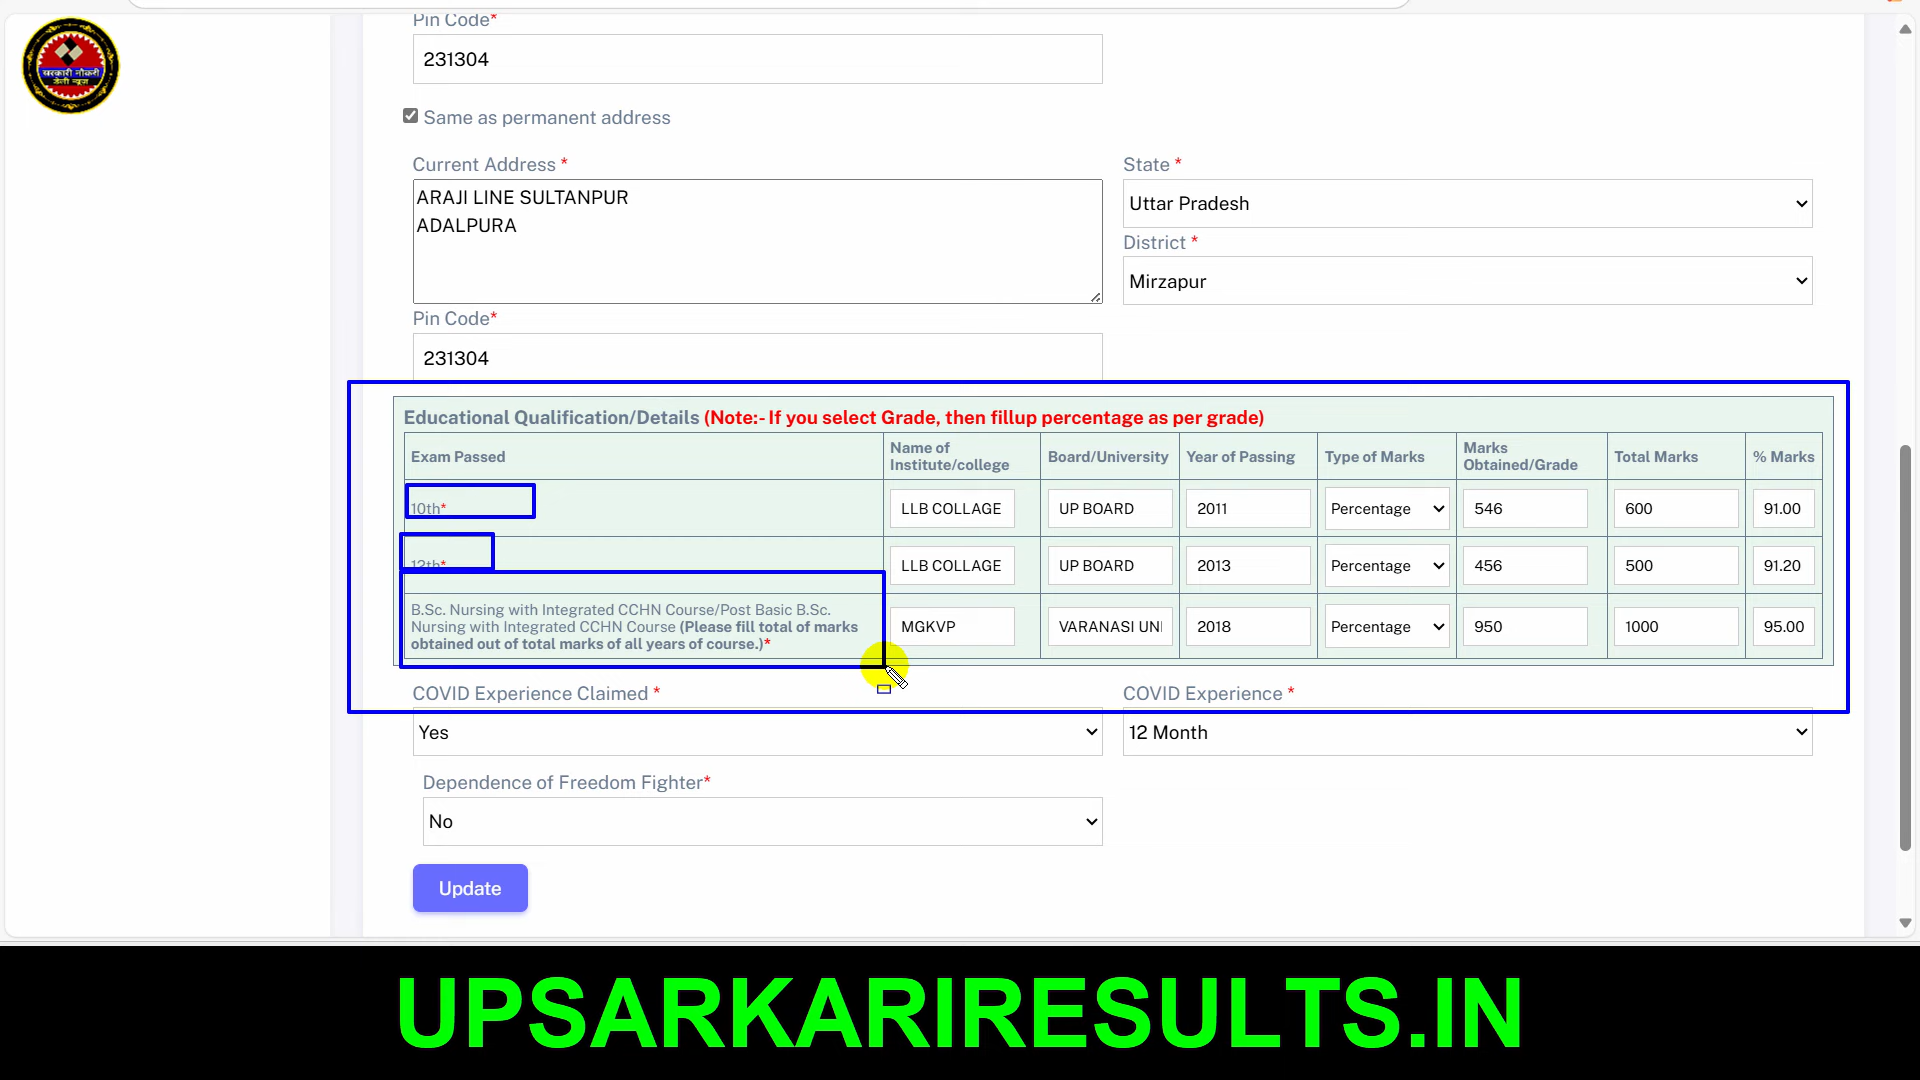 Pin Code*
231304
Same as permanent address
Current Address *
State *
ARAJI LINE SULTANPUR
ADALPURA
Uttar Pradesh
District *
Mirzapur
Pin Code*
231304
Educational Qualification/Details (Note:- If you select Grade, then fillup percentage as per grade)
Exam Passed
Name of
Institute/college
Board/University
Year of Passing
Type of Marks
Marks
Obtained/Grade
Total Marks
% Marks
10th*
LLB COLLAGE
UP BOARD
2011
Percentage
546
600
91.00
12th*
LLB COLLAGE
UP BOARD
2013
Percentage
456
500
91.20
B.Sc. Nursing with Integrated CCHN Course/Post Basic B.Sc.
Nursing with Integrated CCHN Course (Please fill total of marks
obtained out of total marks of all years of course.)*
MGKVP
VARANASI UNI
2018
Percentage
950
1000
95.00
COVID Experience Claimed *
COVID Experience *
Yes
12 Month
Dependence of Freedom Fighter*
No
Update
सरकारी नौकरी
डेली न्यूज
UPSARKARIRESULTS.IN